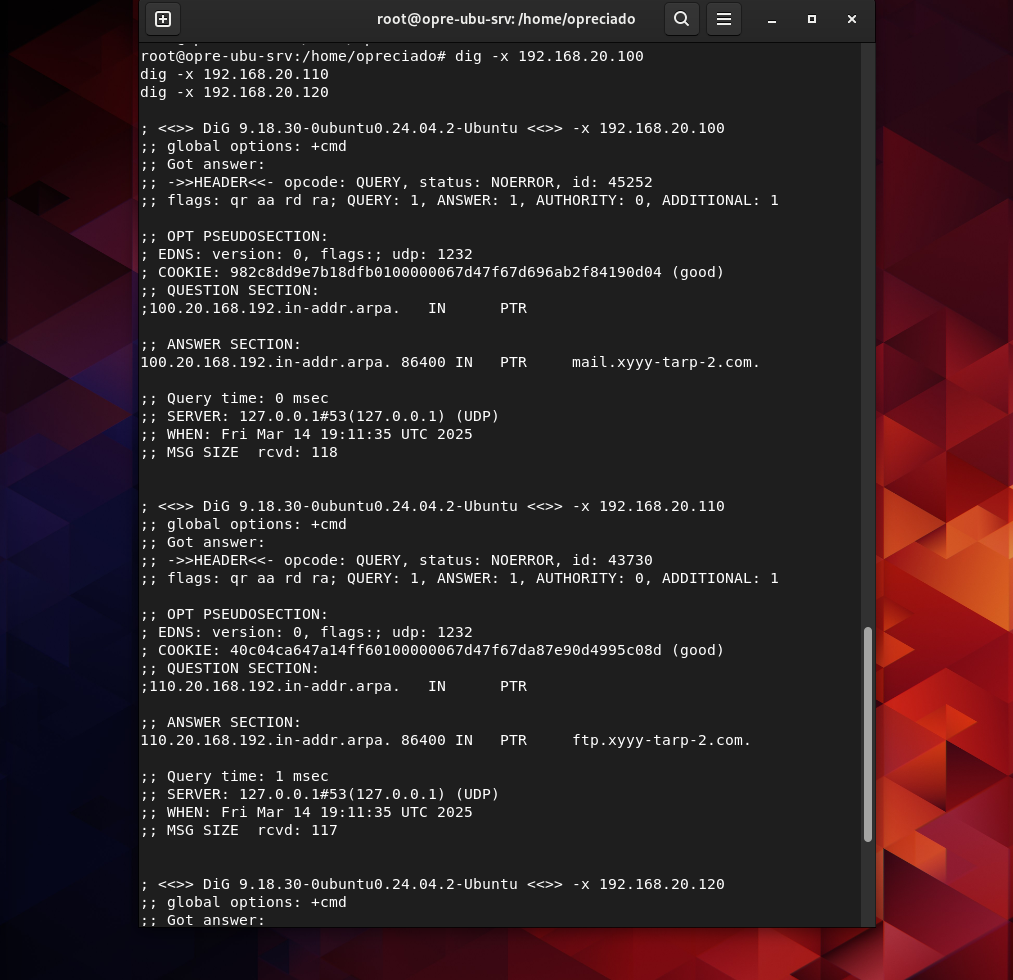 root@opre-ubu-srv: /home/opreciado
root@opre-ubu-srv:/home/opreciado# dig -x 192.168.20.100
dig -x 192.168.20.110
dig -x 192.168.20.120
; <<>> DiG 9.18.30-0ubuntu0.24.04.2-Ubuntu <<>> -x 192.168.20.100
;; global options: +cmd
;; Got answer:
;; ->>HEADER<<- opcode: QUERY, status: NOERROR, id: 45252
;; flags: qr aa rd ra; QUERY: 1, ANSWER: 1, AUTHORITY: 0, ADDITIONAL: 1
;; OPT PSEUDOSECTION:
; EDNS: version: 0, flags:; udp: 1232
; COOKIE: 982c8dd9e7b18dfb0100000067d47f67d696ab2f84190d04 (good)
;; QUESTION SECTION:
;100.20.168.192.in-addr.arpa.   IN      PTR
;; ANSWER SECTION:
100.20.168.192.in-addr.arpa. 86400 IN   PTR     mail.xyyy-tarp-2.com.
;; Query time: 0 msec
;; SERVER: 127.0.0.1#53(127.0.0.1) (UDP)
;; WHEN: Fri Mar 14 19:11:35 UTC 2025
;; MSG SIZE  rcvd: 118
; <<>> DiG 9.18.30-0ubuntu0.24.04.2-Ubuntu <<>> -x 192.168.20.110
;; global options: +cmd
;; Got answer:
;; ->>HEADER<<- opcode: QUERY, status: NOERROR, id: 43730
;; flags: qr aa rd ra; QUERY: 1, ANSWER: 1, AUTHORITY: 0, ADDITIONAL: 1
;; OPT PSEUDOSECTION:
; EDNS: version: 0, flags:; udp: 1232
; COOKIE: 40c04ca647a14ff60100000067d47f67da87e90d4995c08d (good)
;; QUESTION SECTION:
;110.20.168.192.in-addr.arpa.   IN      PTR
;; ANSWER SECTION:
110.20.168.192.in-addr.arpa. 86400 IN   PTR     ftp.xyyy-tarp-2.com.
;; Query time: 1 msec
;; SERVER: 127.0.0.1#53(127.0.0.1) (UDP)
;; WHEN: Fri Mar 14 19:11:35 UTC 2025
;; MSG SIZE  rcvd: 117
; <<>> DiG 9.18.30-0ubuntu0.24.04.2-Ubuntu <<>> -x 192.168.20.120
;; global options: +cmd
;; Got answer: